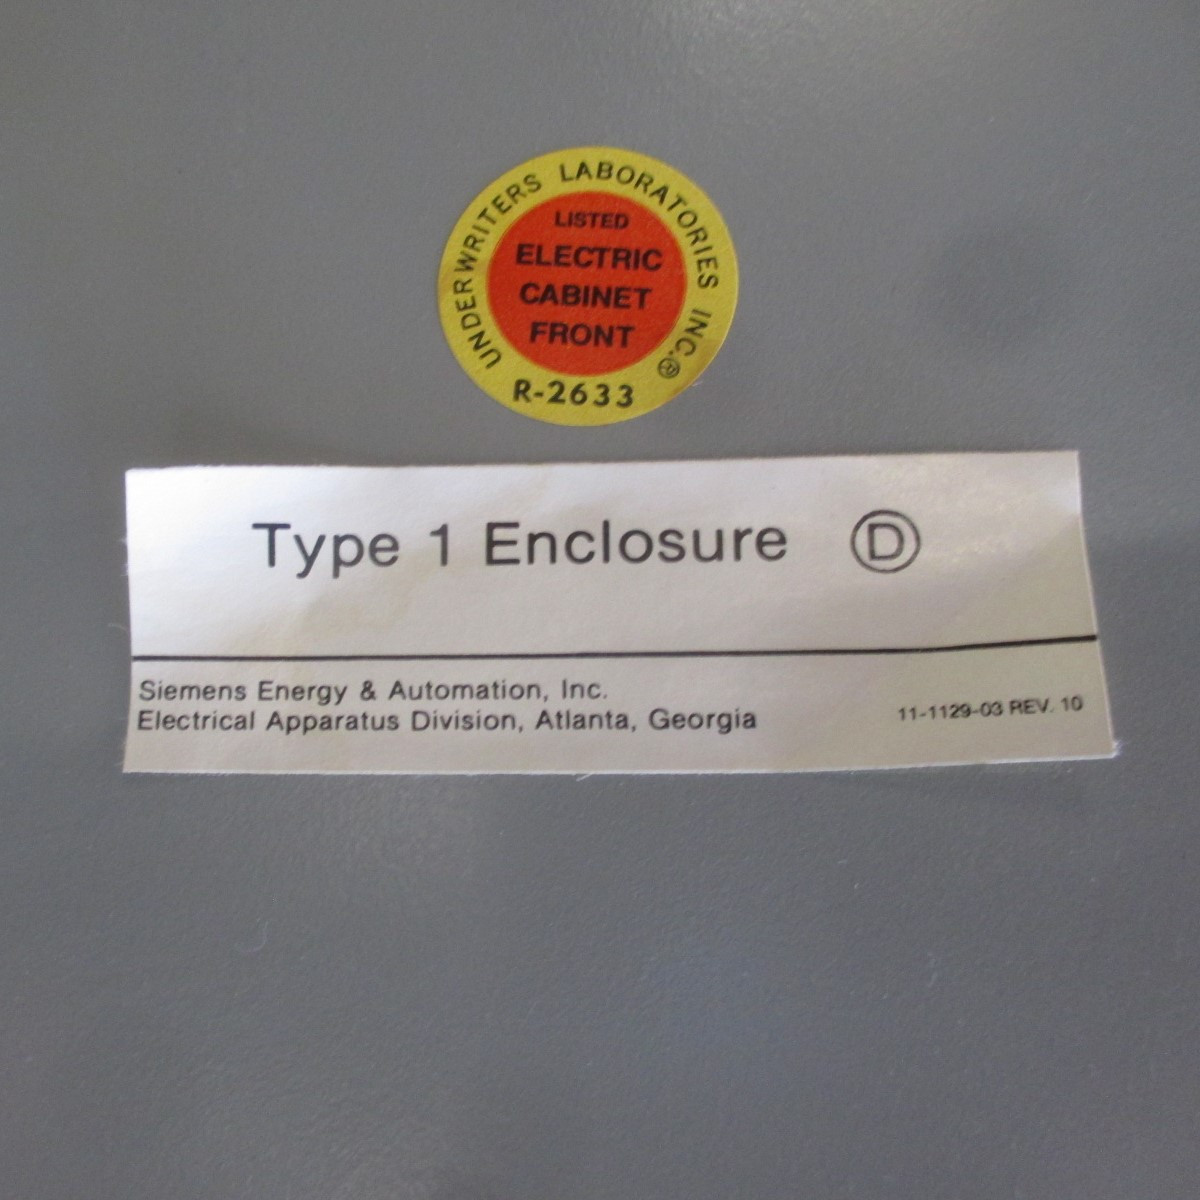 UNDERWRITERS LABORATORIES INC.®
LISTED
ELECTRIC
CABINET
FRONT
R-2633
Type 1 Enclosure Ⓓ
Siemens Energy & Automation, Inc.
Electrical Apparatus Division, Atlanta, Georgia
11-1129-03 REV. 10